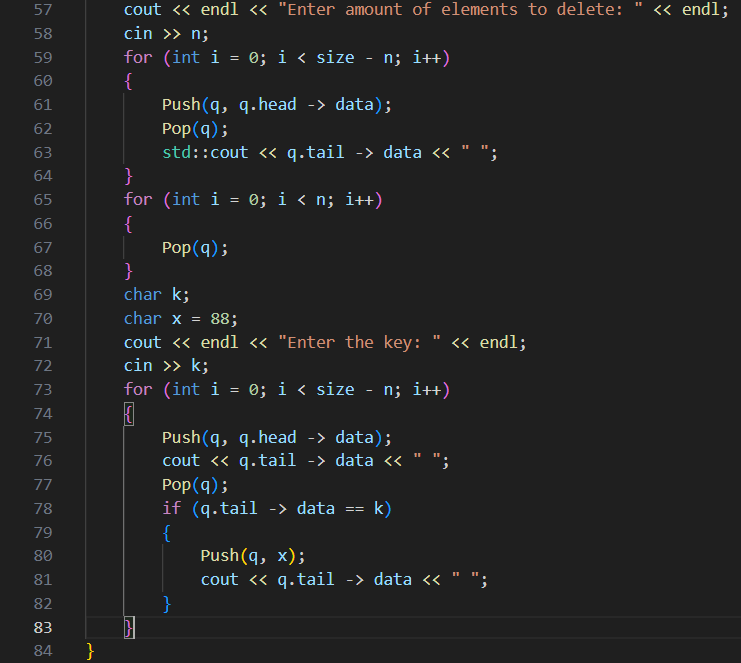 57 cout << endl << "Enter amount of elements to delete: " << endl;
58 cin >> n;
59 for (int i = 0; i < size - n; i++)
60 {
61 Push(q, q.head -> data);
62 Pop(q);
63 std::cout << q.tail -> data << " ";
64 }
65 for (int i = 0; i < n; i++)
66 {
67 Pop(q);
68 }
69 char k;
70 char x = 88;
71 cout << endl << "Enter the key: " << endl;
72 cin >> k;
73 for (int i = 0; i < size - n; i++)
74 {
75 Push(q, q.head -> data);
76 cout << q.tail -> data << " ";
77 Pop(q);
78 if (q.tail -> data == k)
79 {
80 Push(q, x);
81 cout << q.tail -> data << " ";
82 }
83 }
84 }